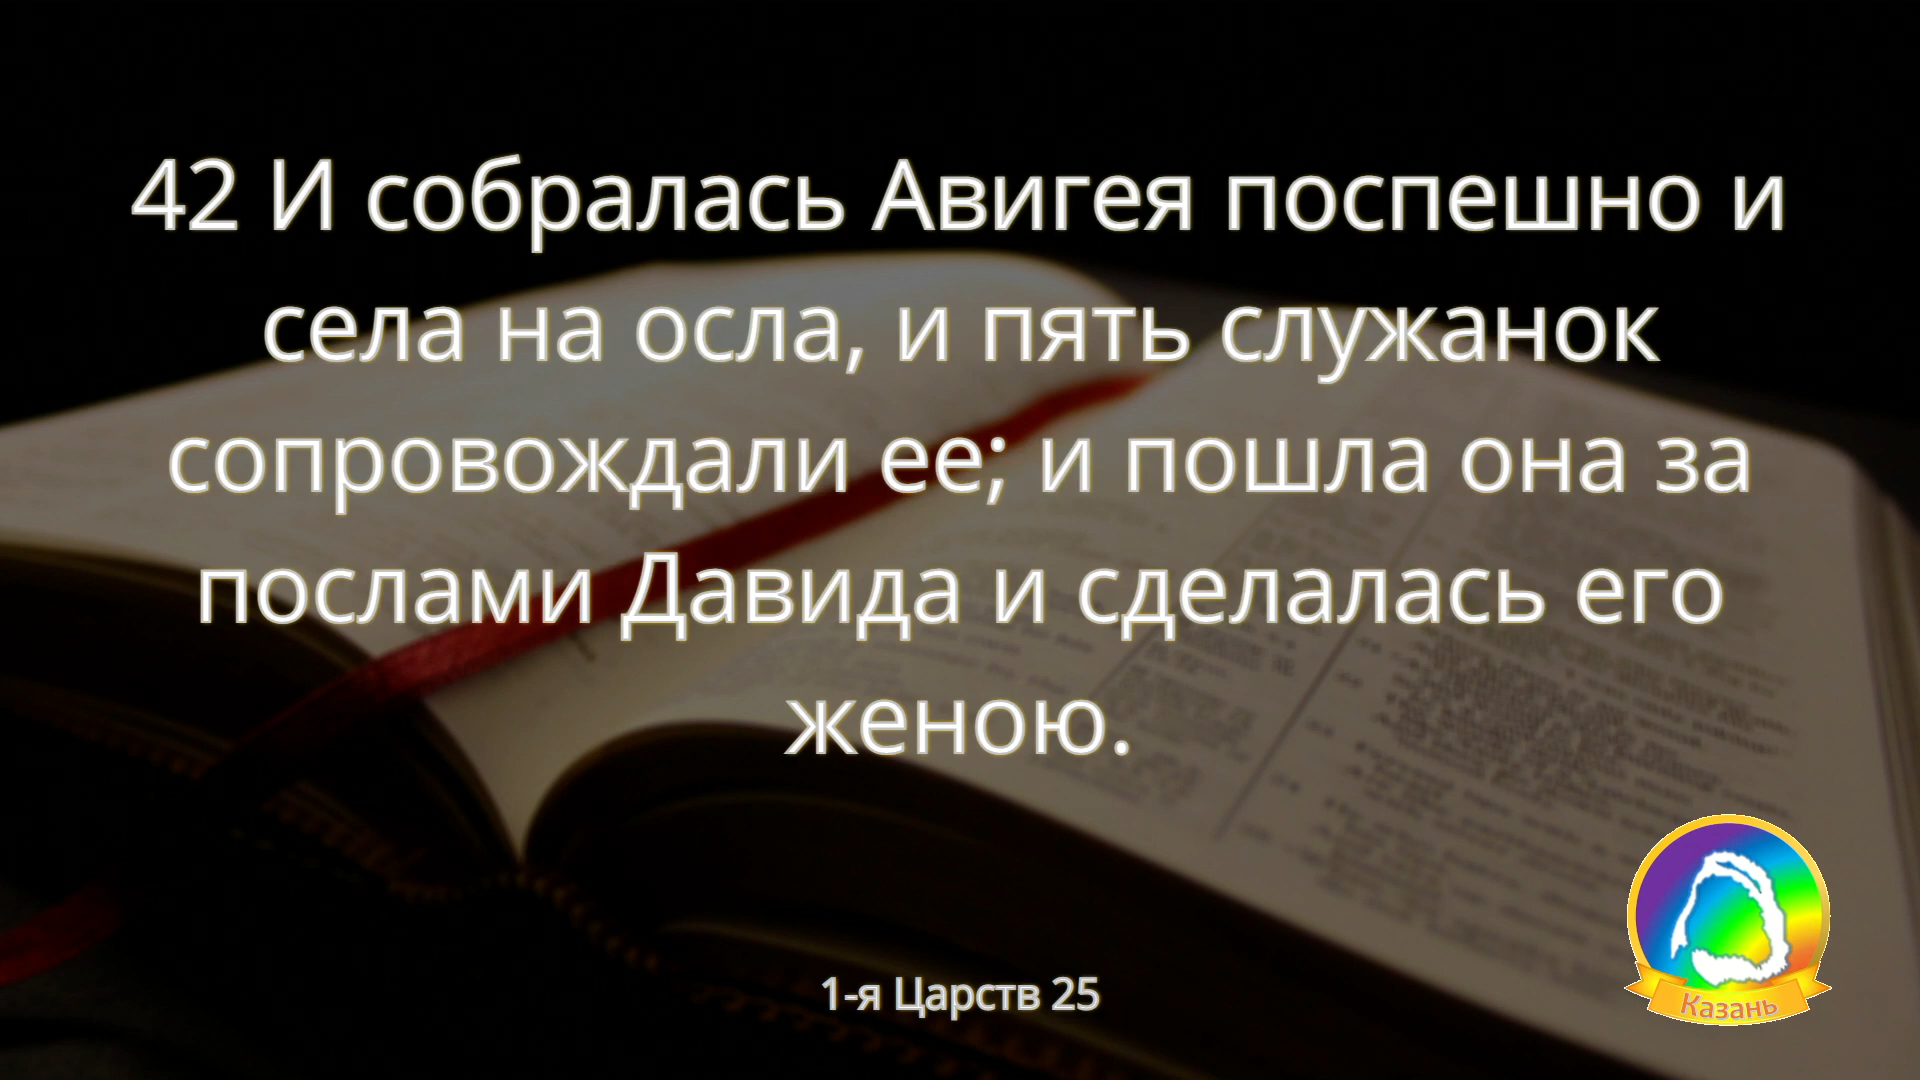 42 И собралась Авигея поспешно и
села на осла, и пять служанок
сопровождали ее; и пошла она за
послами Давида и сделалась его
женою.
1-я Царств 25
Казань